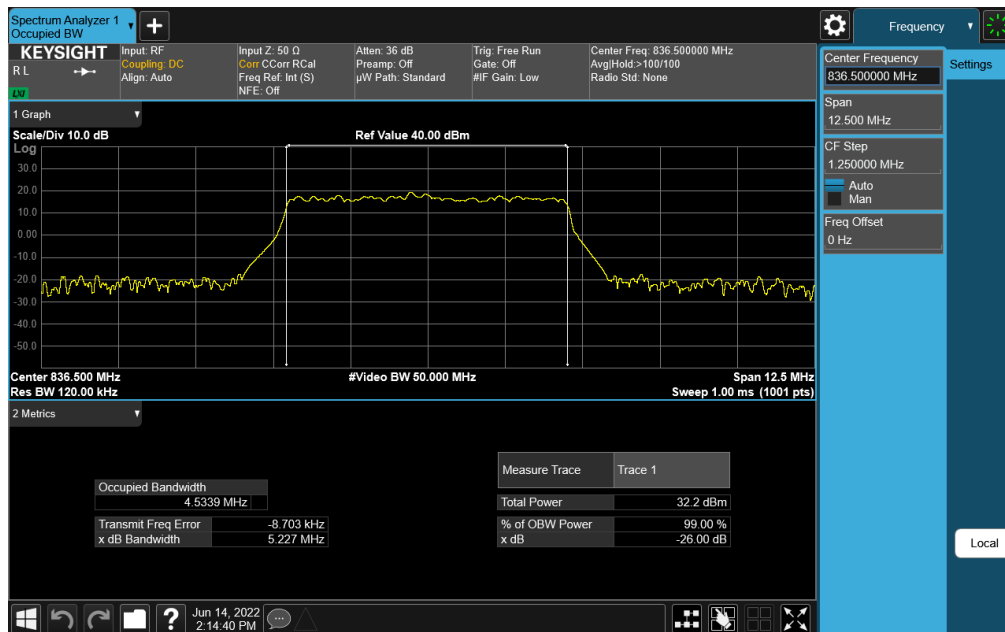 Spectrum Analyzer 1
Occupied BW
Frequency
KEYSIGHT
R L
LXI
Input: RF
Coupling: DC
Align: Auto
Input Z: 50 Ω
Corr CCorr RCal
Freq Ref: Int (S)
NFE: Off
Atten: 36 dB
Preamp: Off
µW Path: Standard
Trig: Free Run
Gate: Off
#IF Gain: Low
Center Freq: 836.500000 MHz
Avg|Hold:>100/100
Radio Std: None
Center Frequency
836.500000 MHz
Settings
Span
12.500 MHz
CF Step
1.250000 MHz
Auto
Man
Freq Offset
0 Hz
Local
1 Graph
Scale/Div 10.0 dB
Ref Value 40.00 dBm
Log
30.0
20.0
10.0
0.00
-10.0
-20.0
-30.0
-40.0
-50.0
Center 836.500 MHz
#Video BW 50.000 MHz
Span 12.5 MHz
Res BW 120.00 kHz
Sweep 1.00 ms (1001 pts)
2 Metrics
Occupied Bandwidth
4.5339 MHz
Transmit Freq Error -8.703 kHz
x dB Bandwidth 5.227 MHz
Measure Trace Trace 1
Total Power 32.2 dBm
% of OBW Power 99.00 %
x dB -26.00 dB
Jun 14, 2022
2:14:40 PM